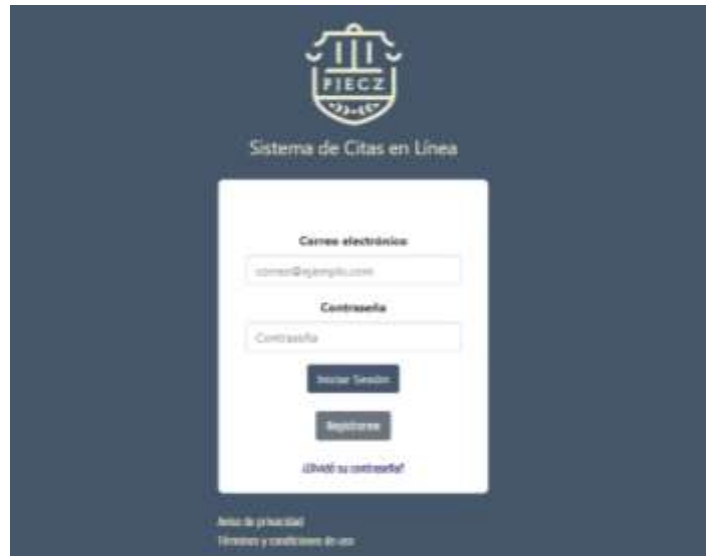 PJECZ
Sistema de Citas en Línea
Correo electrónico
correo@ejemplo.com
Contraseña
Contraseña
Iniciar Sesión
Registrarse
¿Olvidó su contraseña?
Aviso de privacidad
Términos y condiciones de uso